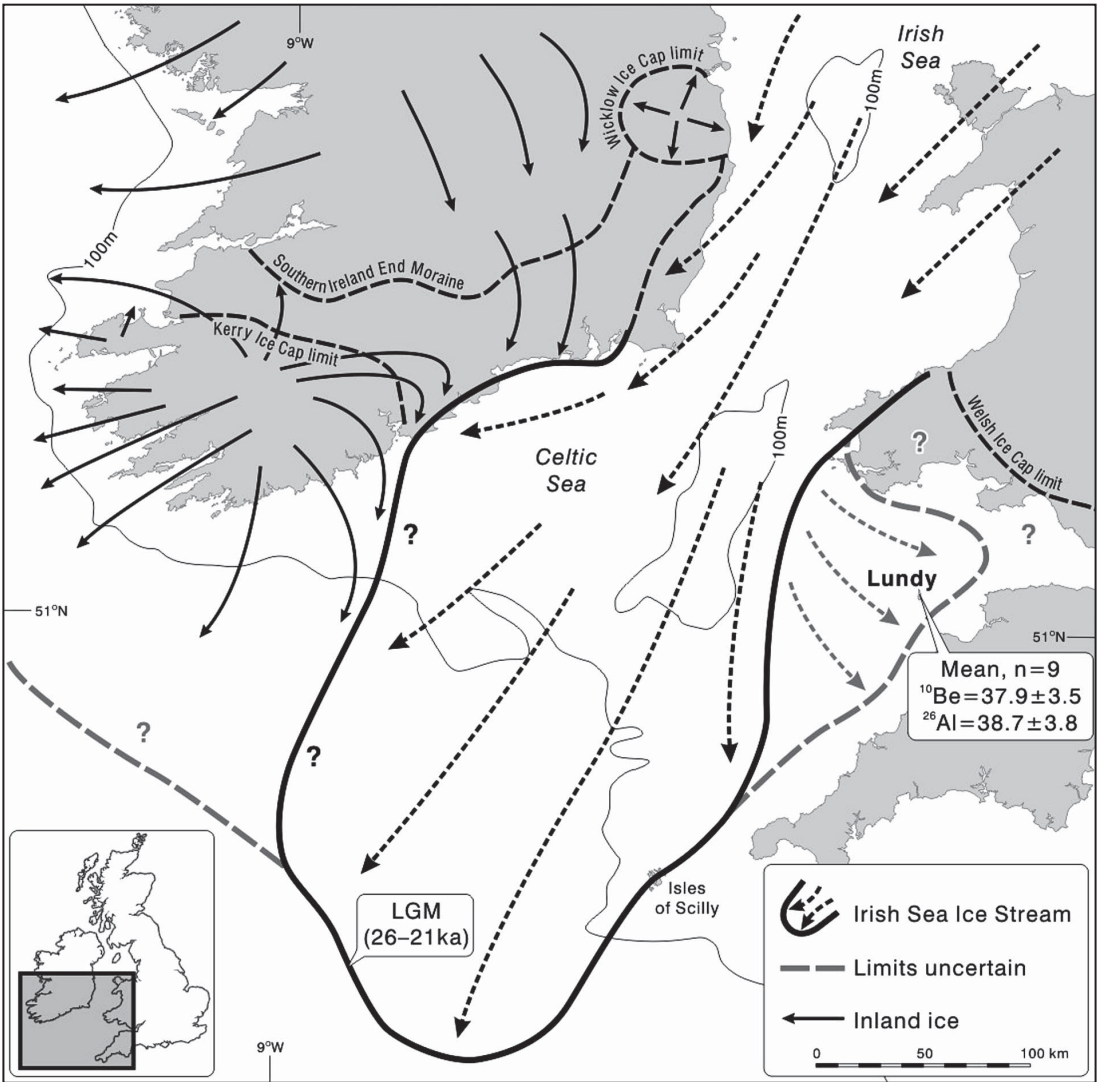 9°W
Irish
Sea
Wicklow Ice Cap limit
100m
100m
Southern Ireland End Moraine
Kerry Ice Cap limit
100m
Welsh Ice Cap limit
?
?
Celtic
Sea
?
Lundy
51°N
51°N
Mean, n=9
¹⁰Be=37.9±3.5
²⁶Al=38.7±3.8
?
?
LGM
(26–21ka)
Isles
of Scilly
Irish Sea Ice Stream
Limits uncertain
Inland ice
0 50 100 km
9°W